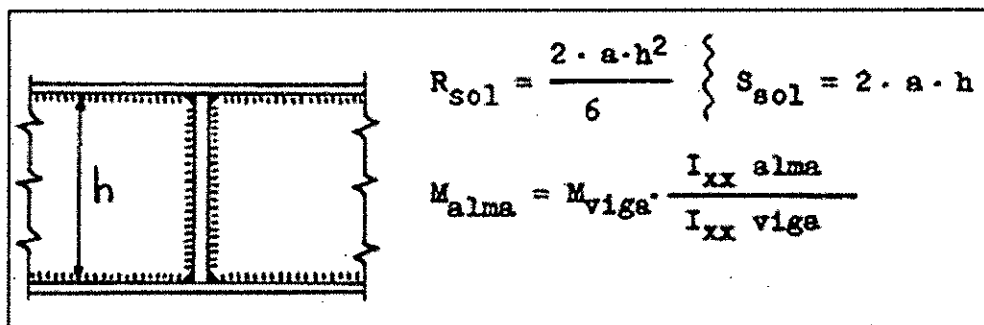 h
R_sol = (2 · a·h²)/6 S_sol = 2 · a · h
M_alma = M_viga · (I_xx alma)/(I_xx viga)